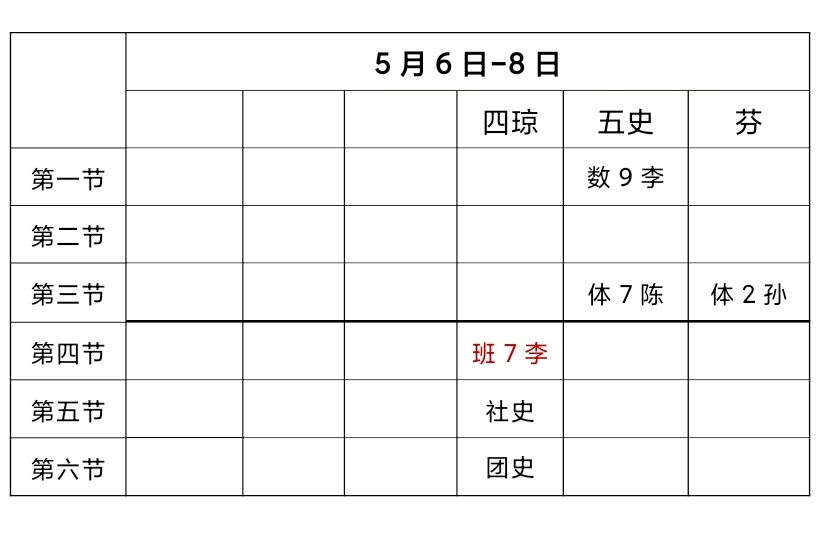 5 月 6 日-8 日
四琼 五史 芬
第一节 数 9 李
第二节
第三节 体 7 陈 体 2 孙
第四节 班 7 李
第五节 社史
第六节 团史